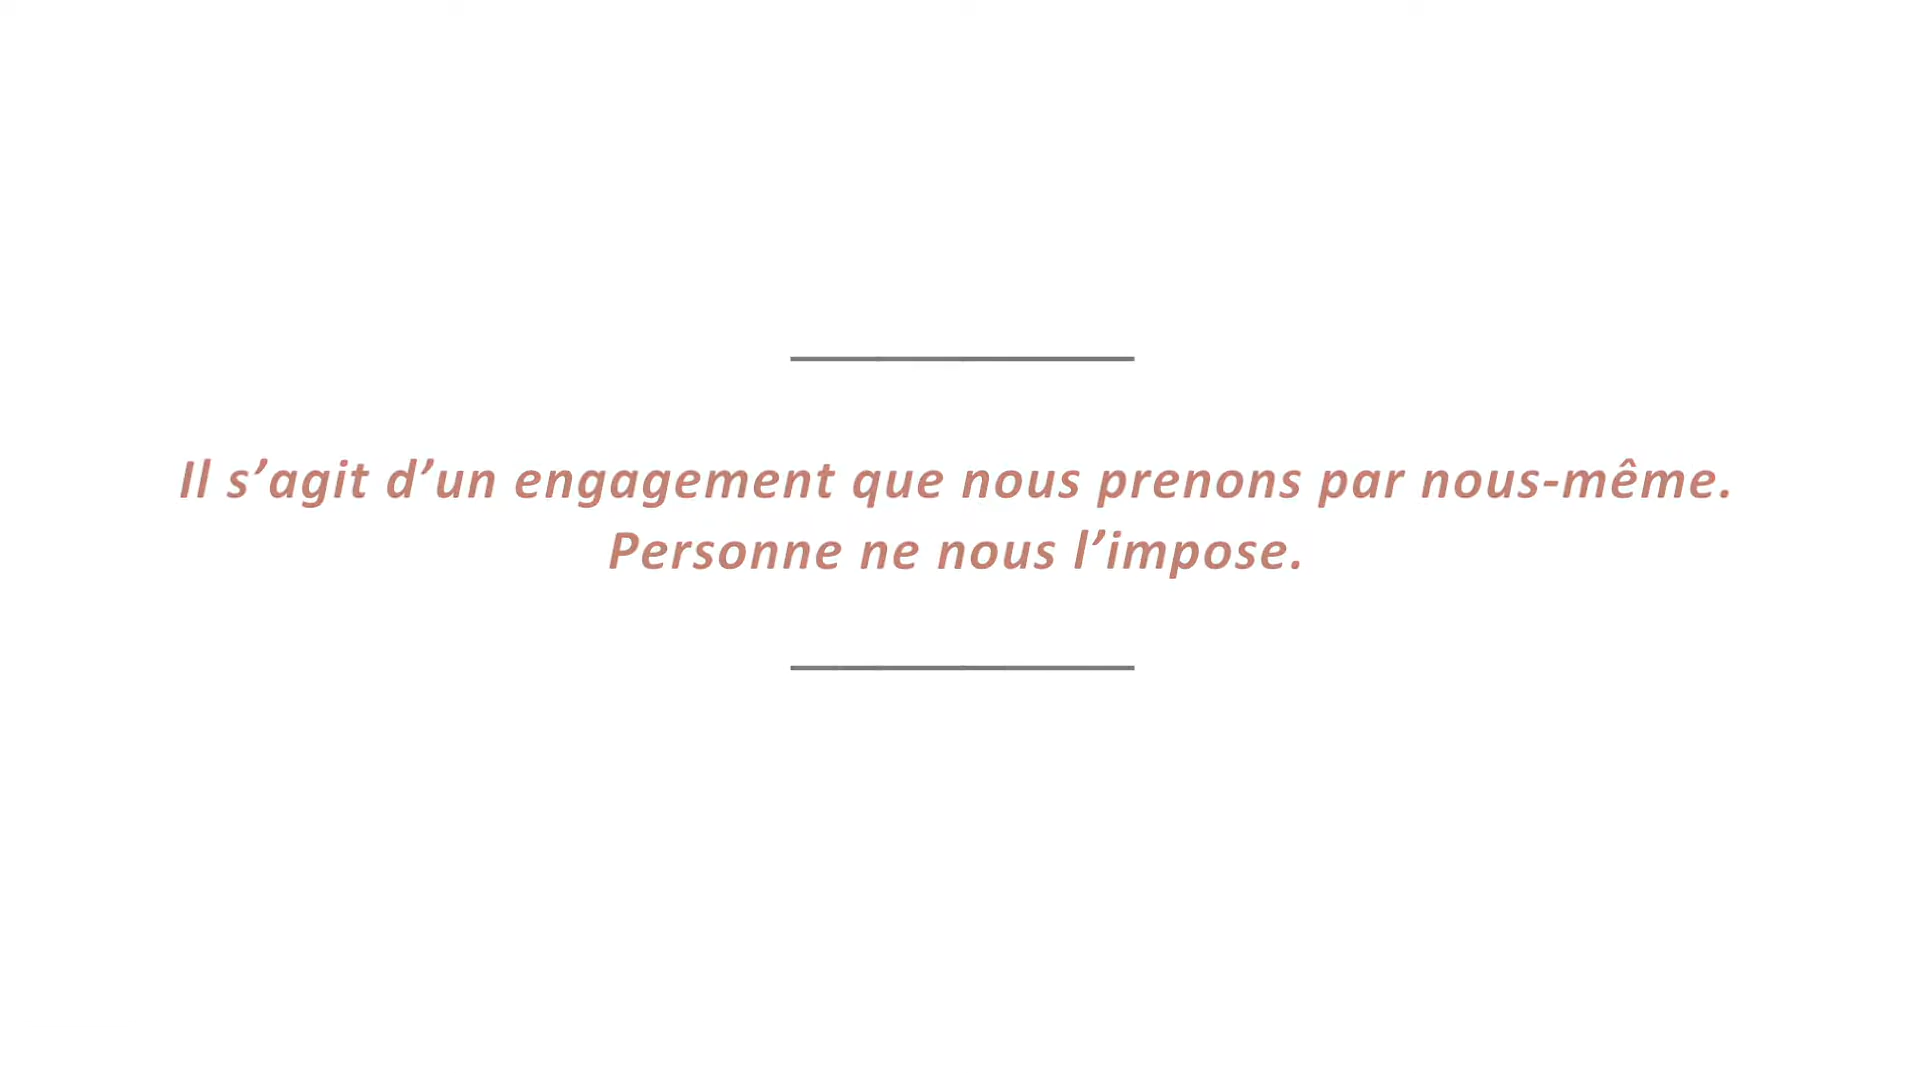 Il s’agit d’un engagement que nous prenons par nous-même.
Personne ne nous l’impose.